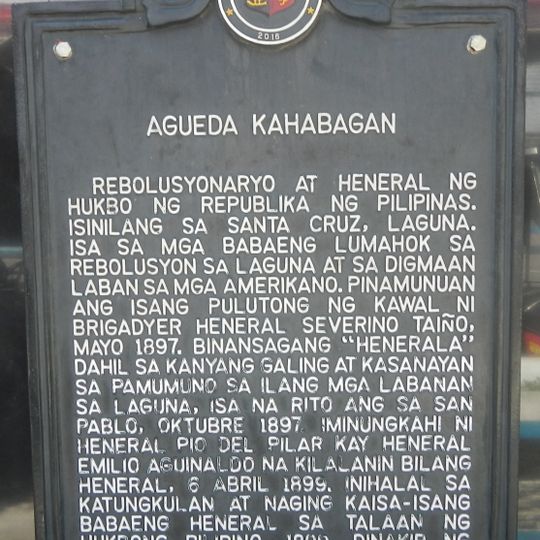 2016
AGUEDA KAHABAGAN
REBOLUSYONARYO AT HENERAL NG
HUKBO NG REPUBLIKA NG PILIPINAS.
ISINILANG SA SANTA CRUZ, LAGUNA.
ISA SA MGA BABAENG LUMAHOK SA
REBOLUSYON SA LAGUNA AT SA DIGMAAN
LABAN SA MGA AMERIKANO. PINAMUNUAN
ANG ISANG PULUTONG NG KAWAL NI
BRIGADYER HENERAL SEVERINO TAIÑO,
MAYO 1897. BINANSAGANG “HENERALA”
DAHIL SA KANYANG GALING AT KASANAYAN
SA PAMUMUNO SA ILANG MGA LABANAN
SA LAGUNA, ISA NA RITO ANG SA SAN
PABLO, OKTUBRE 1897. IMINUNGKAHI NI
HENERAL PIO DEL PILAR KAY HENERAL
EMILIO AGUINALDO NA KILALANIN BILANG
HENERAL, 6 ABRIL 1899. INIHALAL SA
KATUNGKULAN AT NAGING KAISA-ISANG
BABAENG HENERAL SA TALAAN NG
HUKBONG PILIPINO, 1899. DINAKIP NG